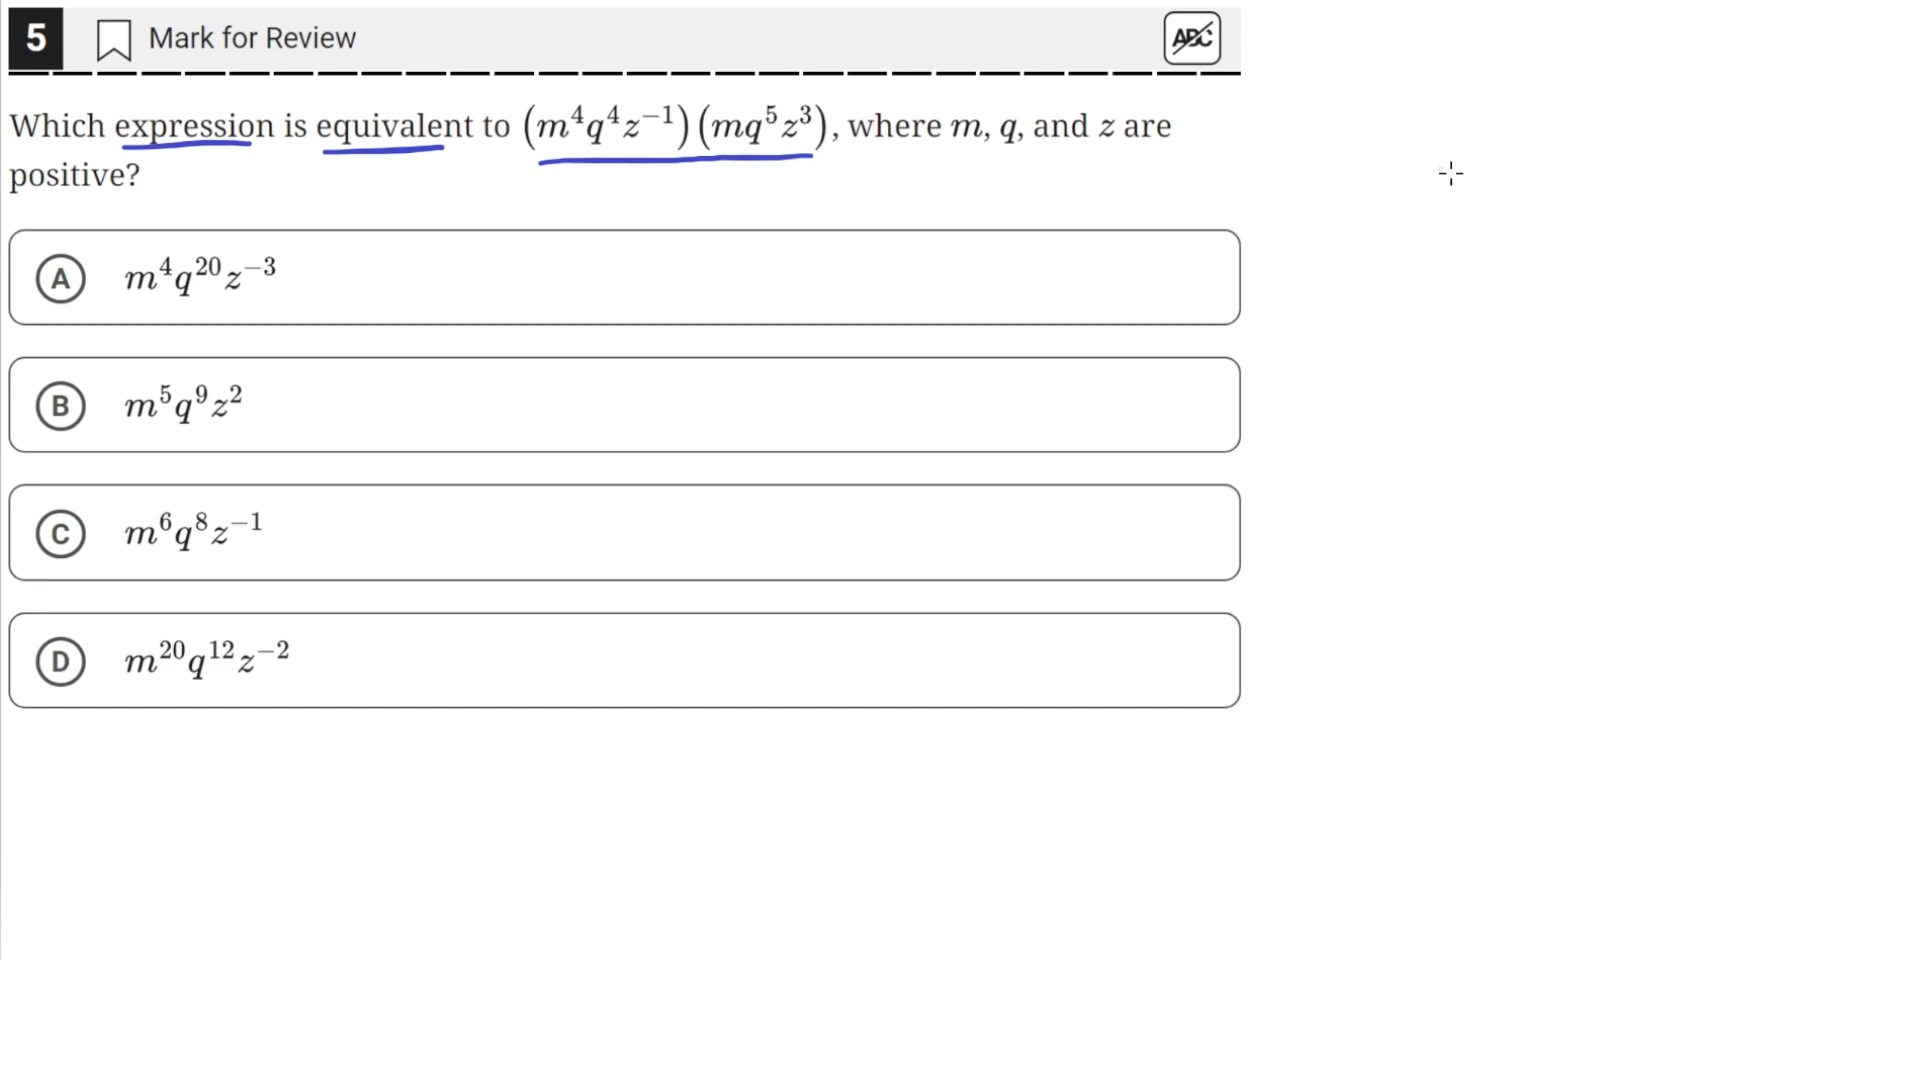 5 Mark for Review ABC
Which expression is equivalent to (m⁴q⁴z⁻¹)(mq⁵z³), where m, q, and z are
positive?
A m⁴q²⁰z⁻³
B m⁵q⁹z²
C m⁶q⁸z⁻¹
D m²⁰q¹²z⁻²